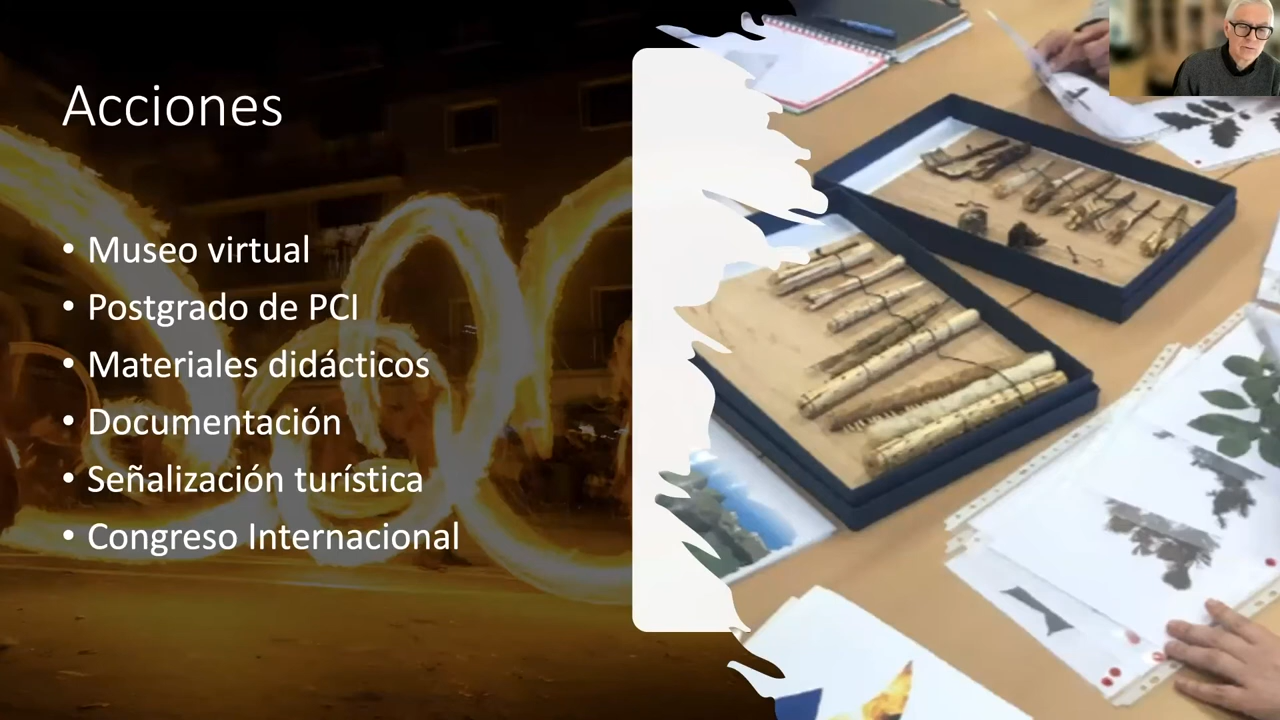 Acciones
• Museo virtual
• Postgrado de PCI
• Materiales didácticos
• Documentación
• Señalización turística
• Congreso Internacional